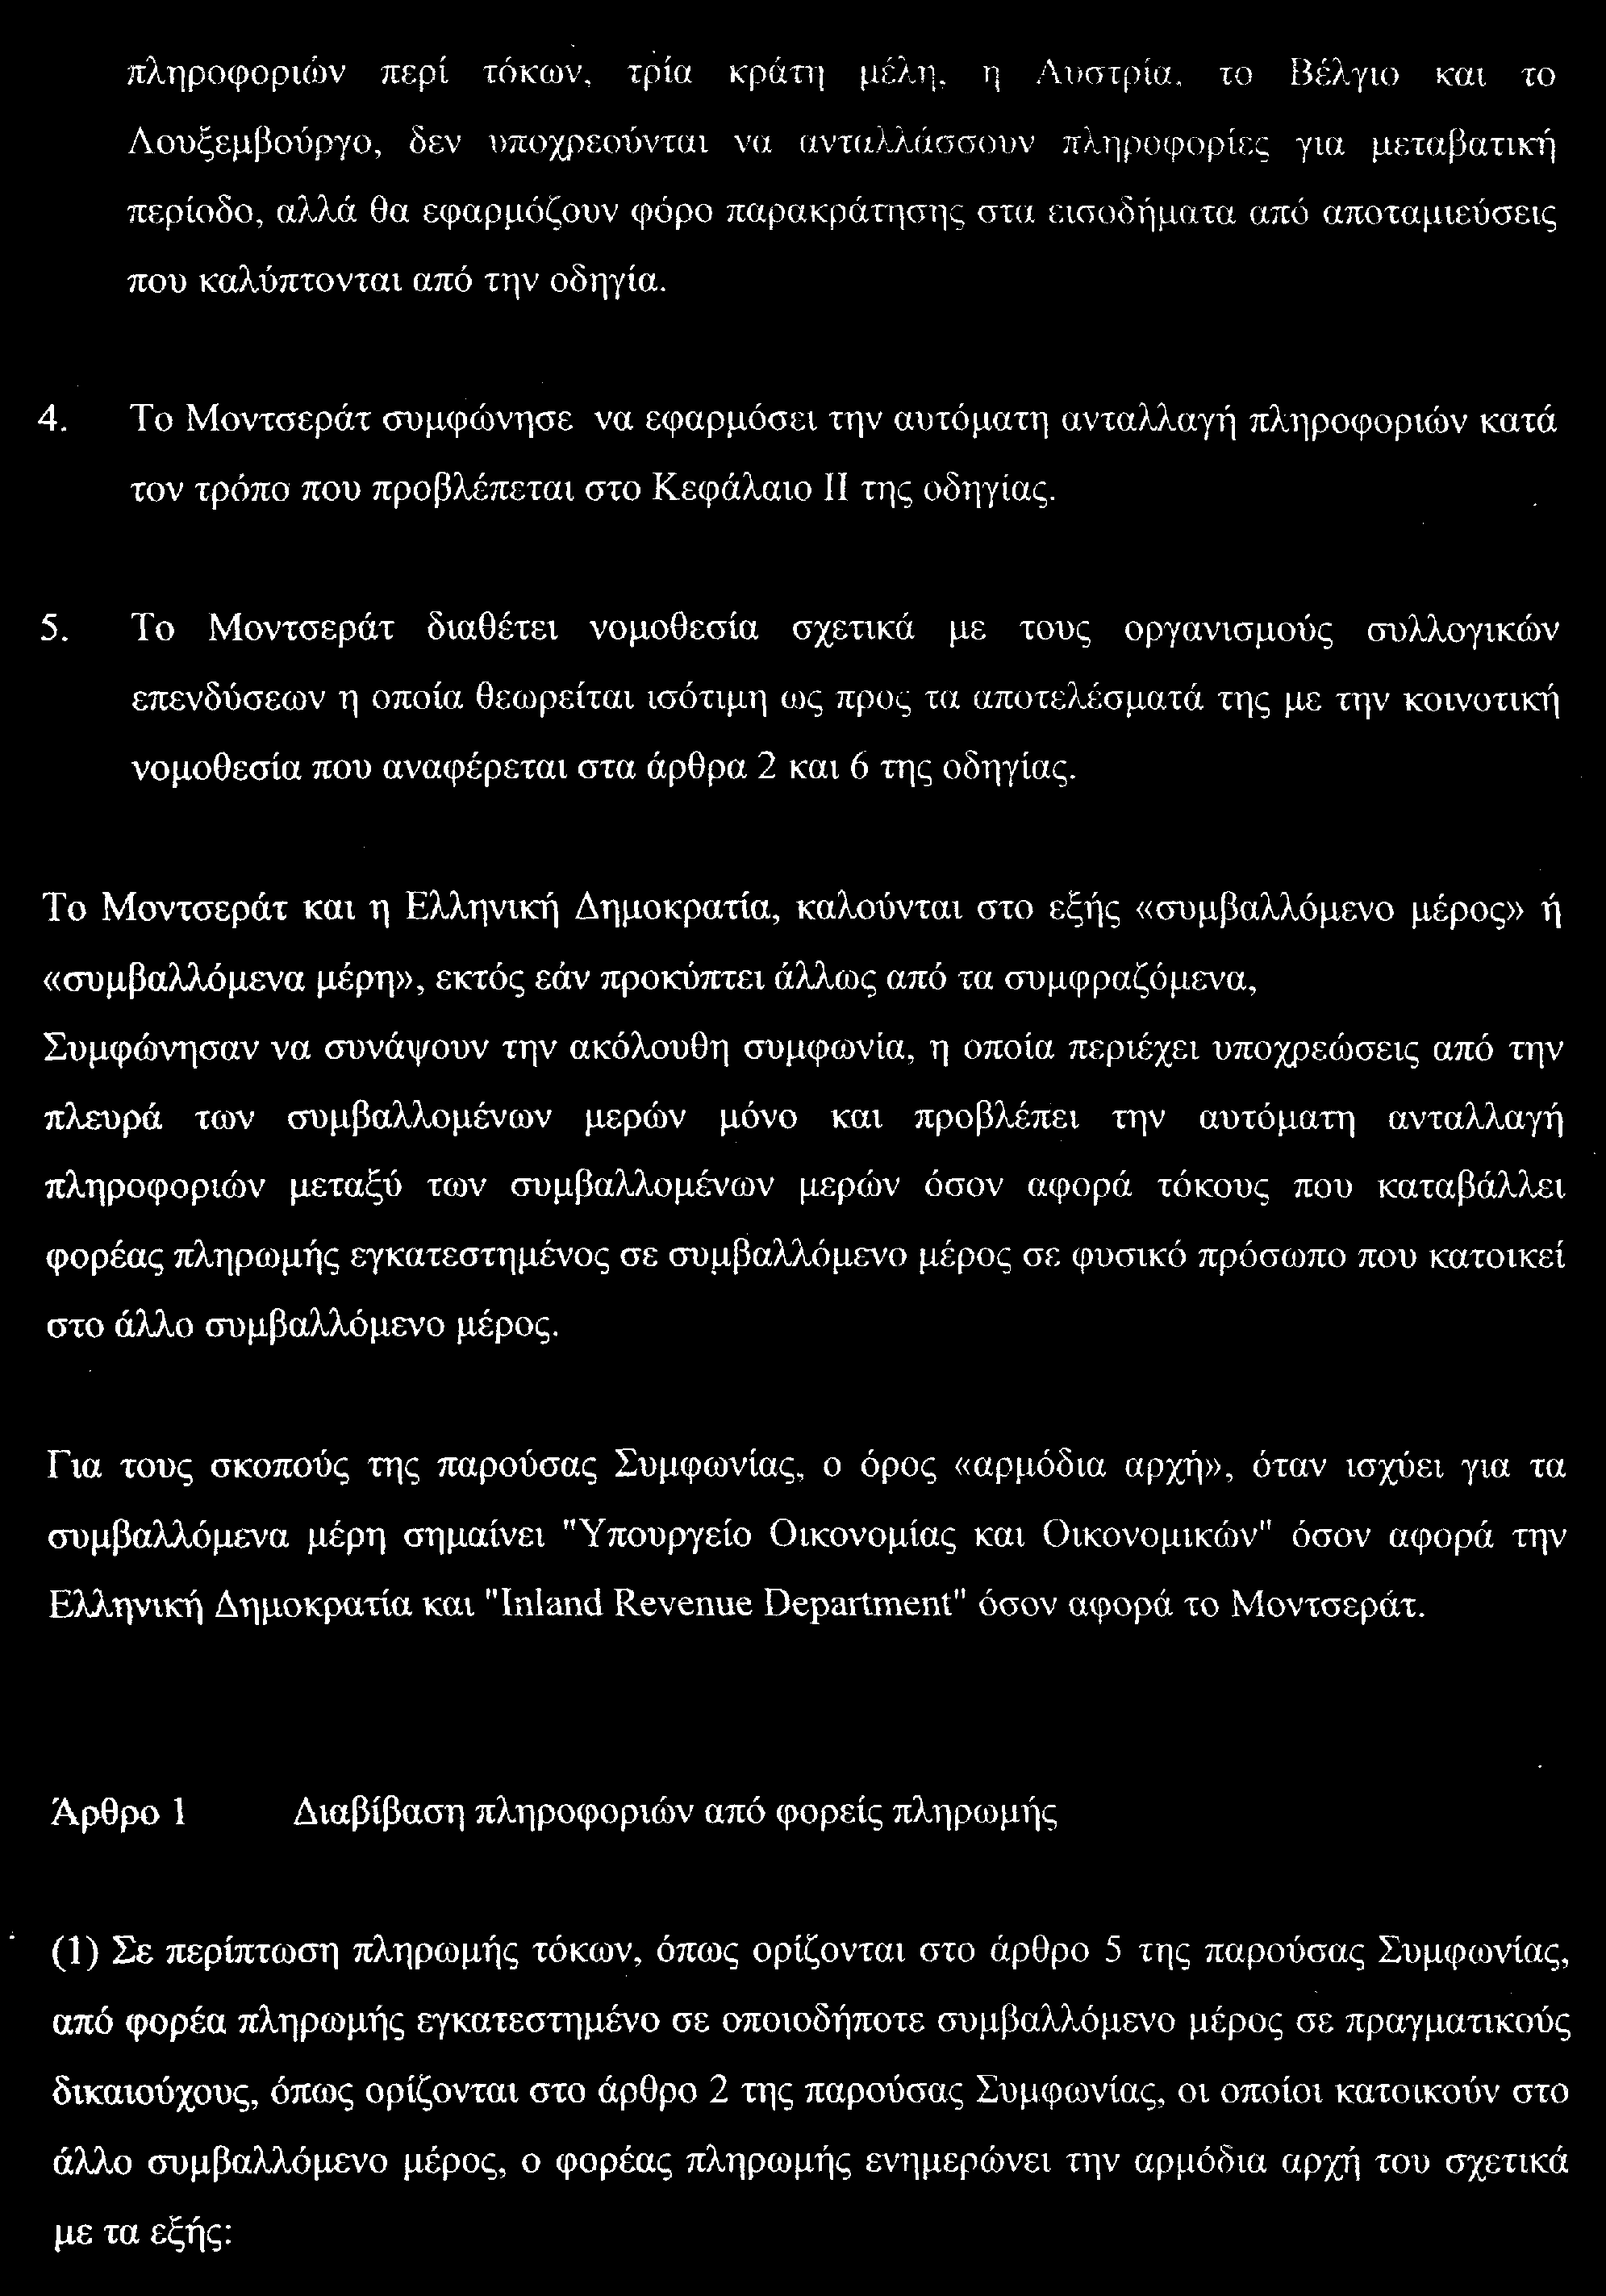 πληροφοριών περί τόκων, τρία κράτη μέλη, η Αυστρία, το Βέλγιο και το
Λουξεμβούργο, δεν υποχρεούνται να ανταλλάσσουν πληροφορίες για μεταβατική
περίοδο, αλλά θα εφαρμόζουν φόρο παρακράτησης στα εισοδήματα από αποταμιεύσεις
που καλύπτονται από την οδηγία.
4. Το Μοντσεράτ συμφώνησε να εφαρμόσει την αυτόματη ανταλλαγή πληροφοριών κατά
τον τρόπο που προβλέπεται στο Κεφάλαιο ΙΙ της οδηγίας.
5. Το Μοντσεράτ διαθέτει νομοθεσία σχετικά με τους οργανισμούς συλλογικών
επενδύσεων η οποία θεωρείται ισότιμη ως προς τα αποτελέσματά της με την κοινοτική
νομοθεσία που αναφέρεται στα άρθρα 2 και 6 της οδηγίας.
Το Μοντσεράτ και η Ελληνική Δημοκρατία, καλούνται στο εξής «συμβαλλόμενο μέρος» ή
«συμβαλλόμενα μέρη», εκτός εάν προκύπτει άλλως από τα συμφραζόμενα,
Συμφώνησαν να συνάψουν την ακόλουθη συμφωνία, η οποία περιέχει υποχρεώσεις από την
πλευρά των συμβαλλομένων μερών μόνο και προβλέπει την αυτόματη ανταλλαγή
πληροφοριών μεταξύ των συμβαλλομένων μερών όσον αφορά τόκους που καταβάλλει
φορέας πληρωμής εγκατεστημένος σε συμβαλλόμενο μέρος σε φυσικό πρόσωπο που κατοικεί
στο άλλο συμβαλλόμενο μέρος.
Για τους σκοπούς της παρούσας Συμφωνίας, ο όρος «αρμόδια αρχή», όταν ισχύει για τα
συμβαλλόμενα μέρη σημαίνει "Υπουργείο Οικονομίας και Οικονομικών" όσον αφορά την
Ελληνική Δημοκρατία και "Inland Revenue Department" όσον αφορά το Μοντσεράτ.
Άρθρο 1 Διαβίβαση πληροφοριών από φορείς πληρωμής
(1) Σε περίπτωση πληρωμής τόκων, όπως ορίζονται στο άρθρο 5 της παρούσας Συμφωνίας,
από φορέα πληρωμής εγκατεστημένο σε οποιοδήποτε συμβαλλόμενο μέρος σε πραγματικούς
δικαιούχους, όπως ορίζονται στο άρθρο 2 της παρούσας Συμφωνίας, οι οποίοι κατοικούν στο
άλλο συμβαλλόμενο μέρος, ο φορέας πληρωμής ενημερώνει την αρμόδια αρχή του σχετικά
με τα εξής: